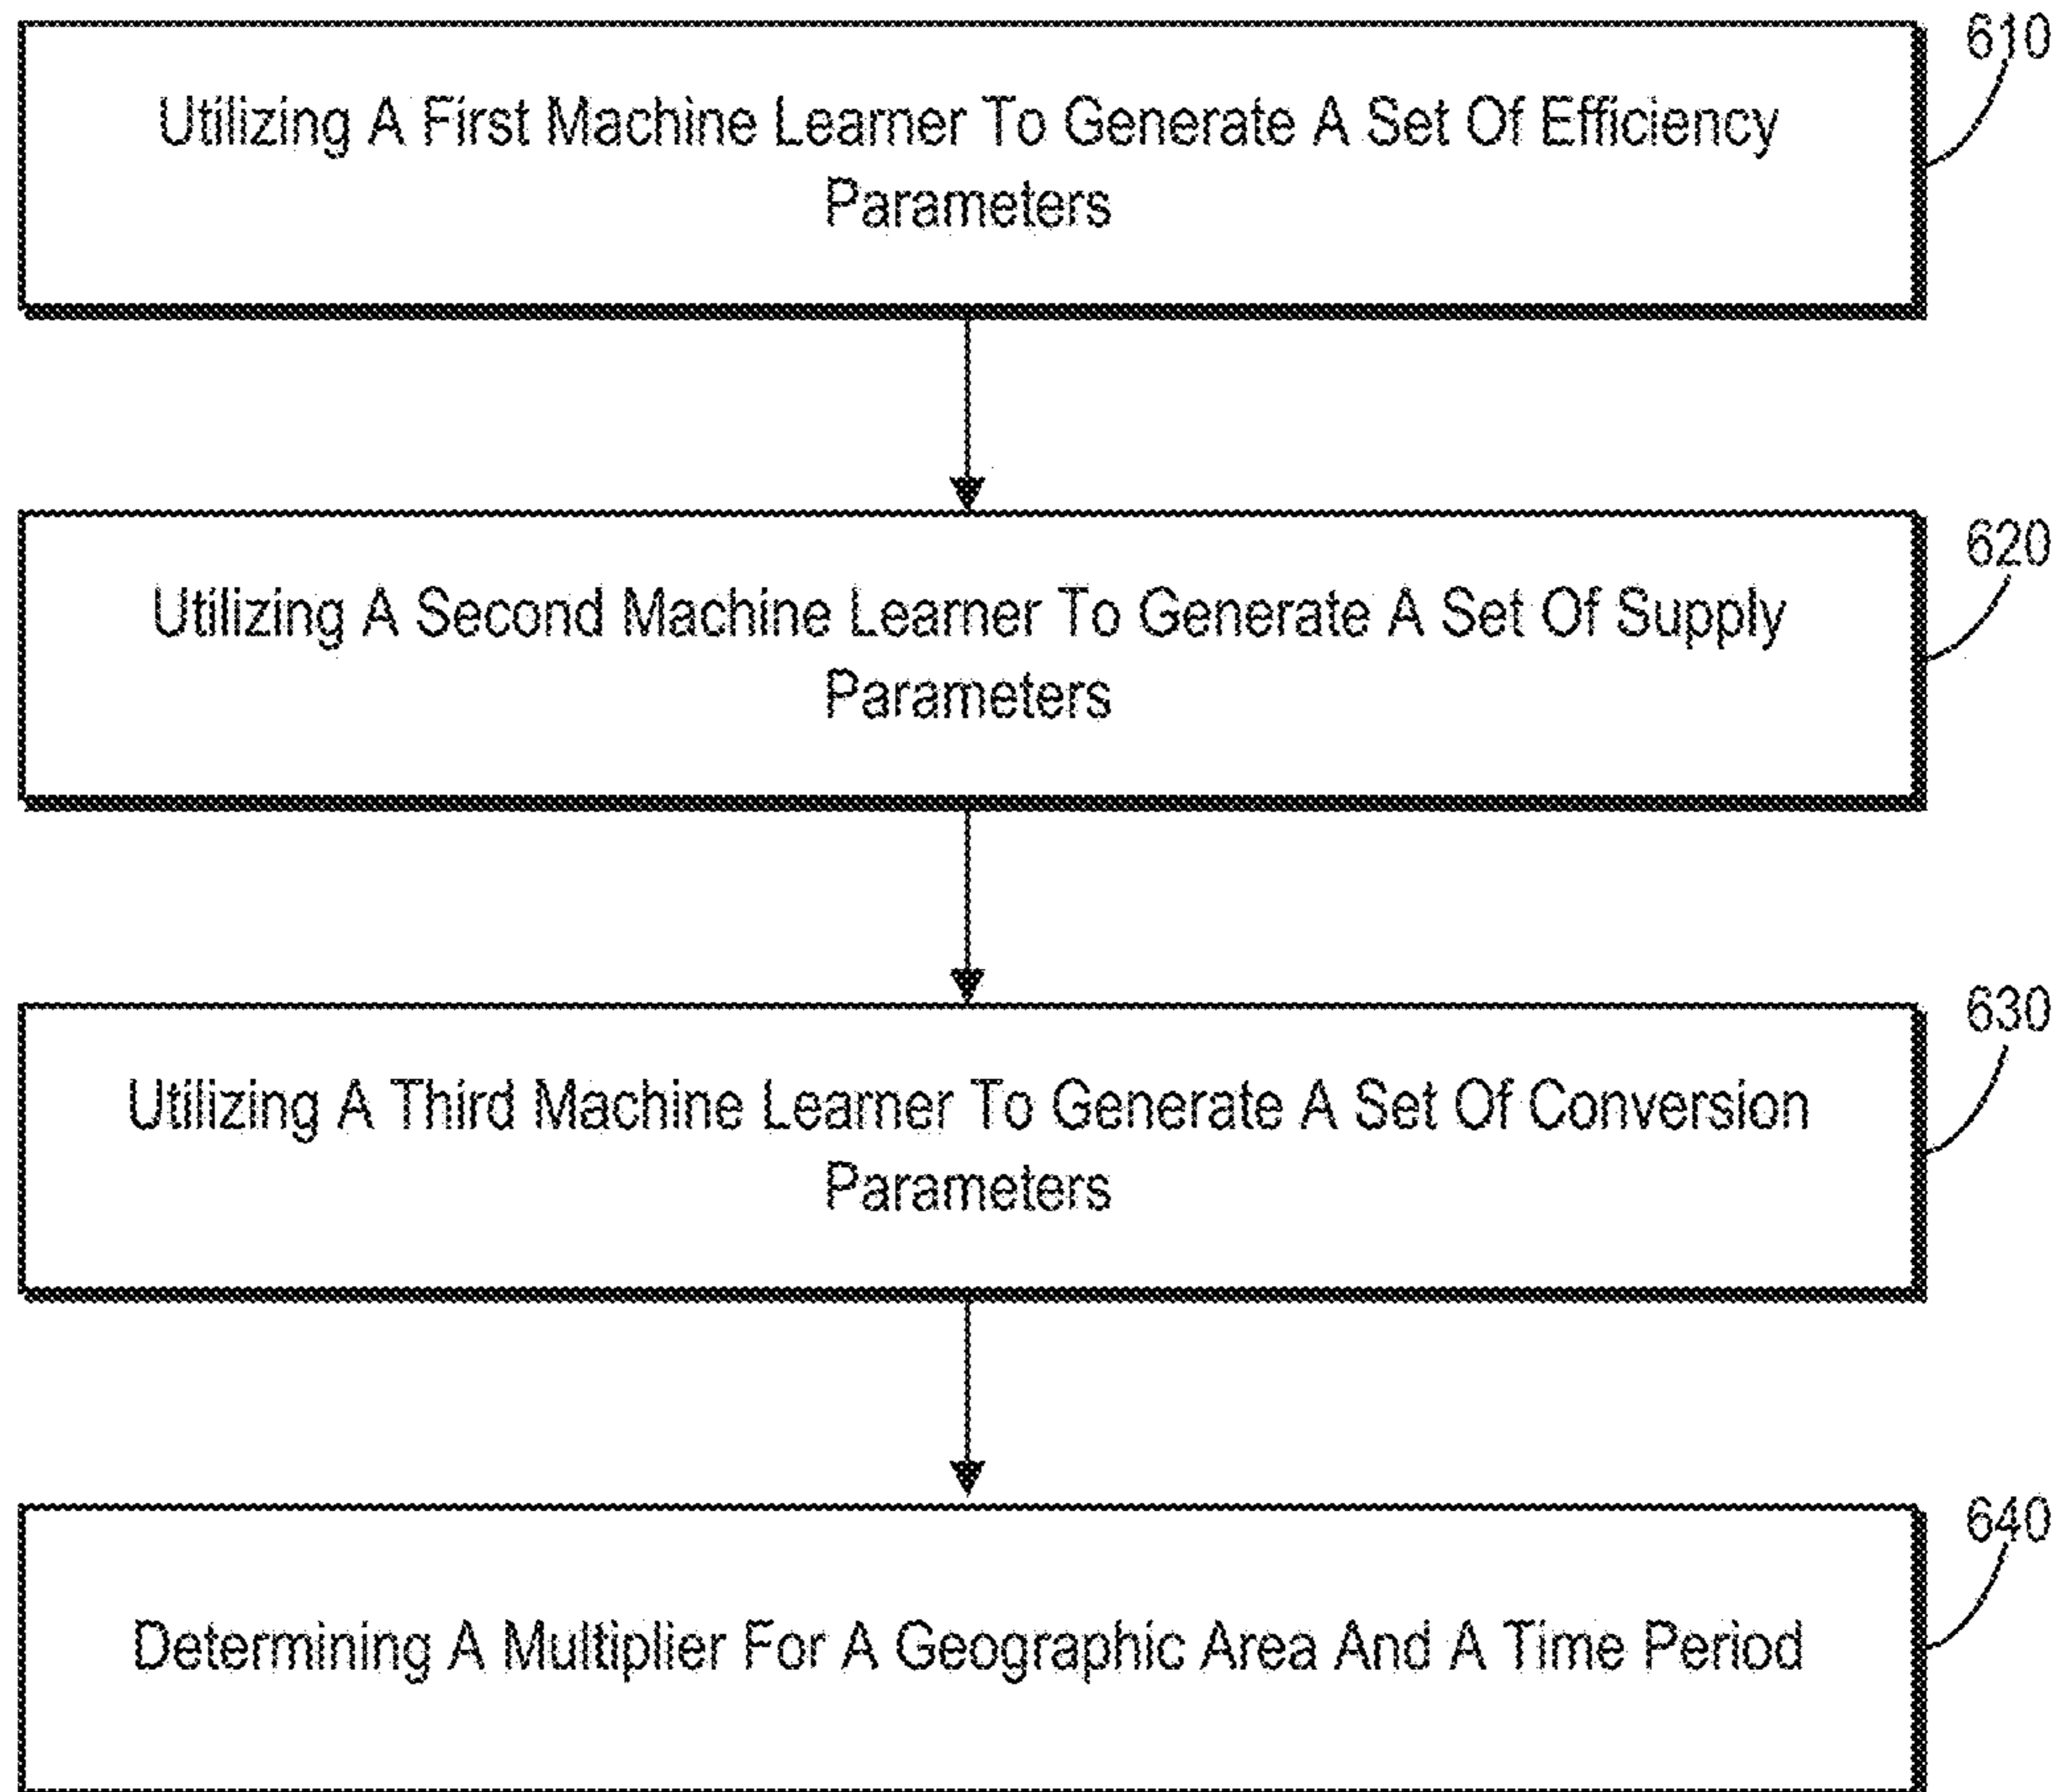 610
Utilizing A First Machine Learner To Generate A Set Of Efficiency
Parameters
620
Utilizing A Second Machine Learner To Generate A Set Of Supply
Parameters
630
Utilizing A Third Machine Learner To Generate A Set Of Conversion
Parameters
640
Determining A Multiplier For A Geographic Area And A Time Period